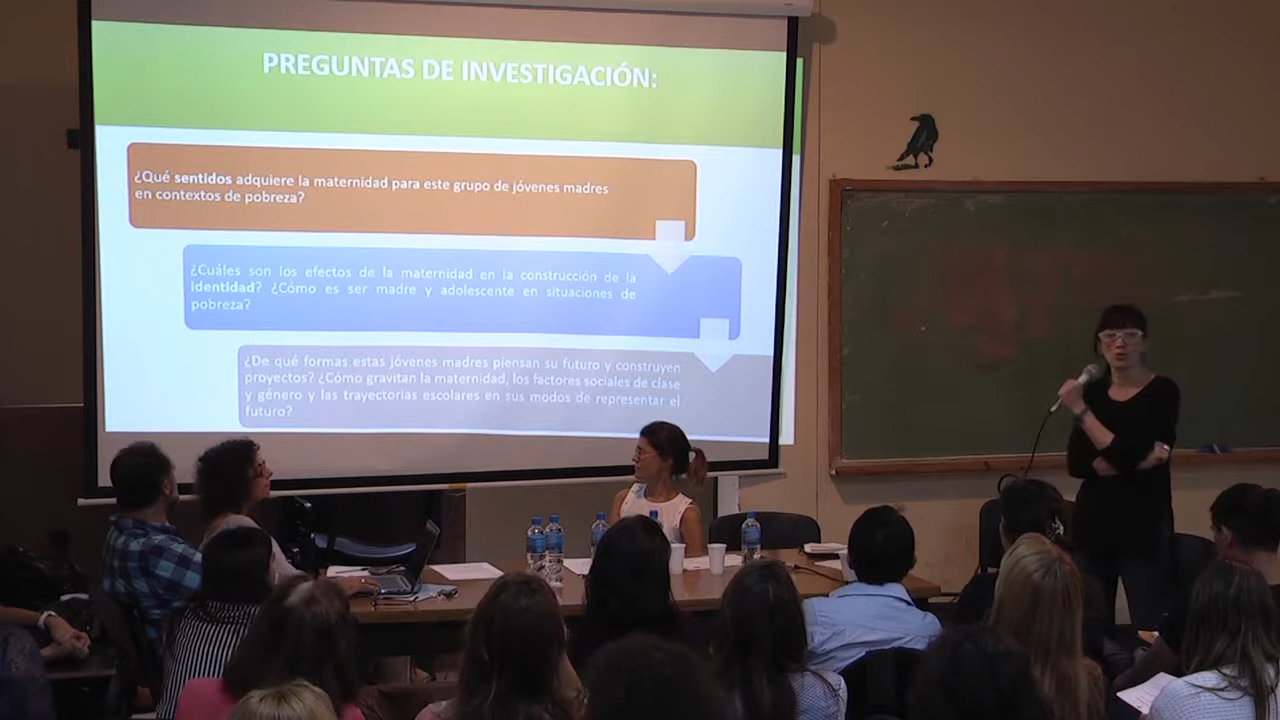 PREGUNTAS DE INVESTIGACIÓN:
¿Qué sentidos adquiere la maternidad para este grupo de jóvenes madres
en contextos de pobreza?
¿Cuáles son los efectos de la maternidad en la construcción de la
identidad? ¿Cómo es ser madre y adolescente en situaciones de
pobreza?
¿De qué formas estas jóvenes madres piensan su futuro y construyen
proyectos? ¿Cómo gravitan la maternidad, los factores sociales de clase
y género y las trayectorias escolares en sus modos de representar el
futuro?